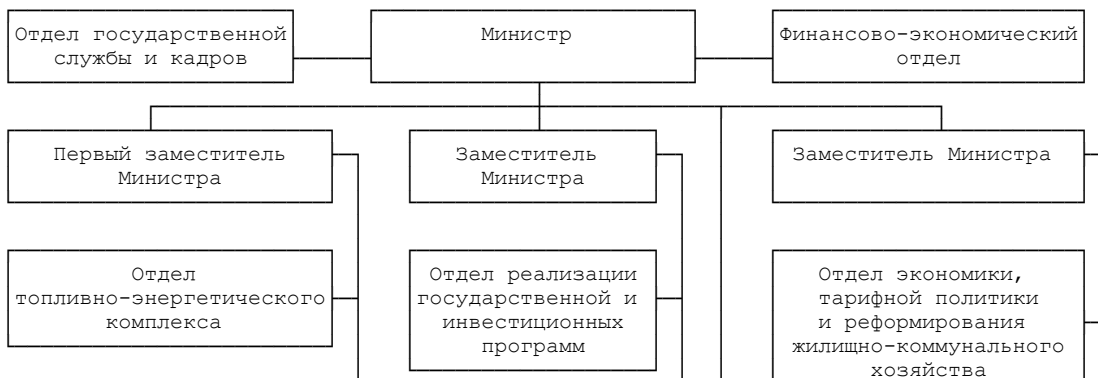 Отдел государственной
службы и кадров
Министр
Финансово-экономический
отдел
Первый заместитель
Министра
Заместитель
Министра
Заместитель Министра
Отдел
топливно-энергетического
комплекса
Отдел реализации
государственной и
инвестиционных
программ
Отдел экономики,
тарифной политики
и реформирования
жилищно-коммунального
хозяйства